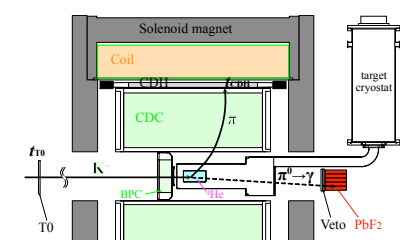 Solenoid magnet
Coil
CDH
tCDH
target
cryostat
CDC
π
tT0
K-
π0→γ
BPC
He
T0
Veto
PbF2